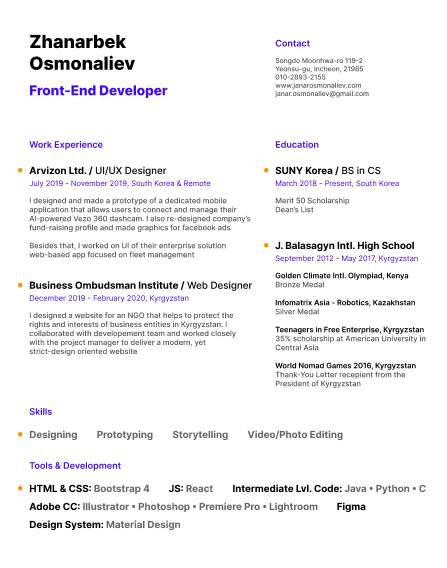 Zhanarbek
Osmonaliev
Front-End Developer
Contact
Songdo Moonhwa-ro 119-2
Yeonsu-gu, Incheon, 21985
010-2893-2155
www.janarosmonaliev.com
janar.osmonaliev@gmail.com
Work Experience
Arvizon Ltd. / UI/UX Designer
July 2019 - November 2019, South Korea & Remote
I designed and made a prototype of a dedicated mobile
application that allows users to connect and manage their
AI-powered Vezo 360 dashcam. I also re-designed company's
fund-raising profile and made graphics for facebook ads
Besides that, I worked on UI of their enterprise solution
web-based app focused on fleet management
Business Ombudsman Institute / Web Designer
December 2019 - February 2020, Kyrgyzstan
I designed a website for an NGO that helps to protect the
rights and interests of business entities in Kyrgyzstan. I
collaborated with developement team and worked closely
with the project manager to deliver a modern, yet
strict-design oriented website
Education
SUNY Korea / BS in CS
March 2018 - Present, South Korea
Merit 50 Scholarship
Dean's List
J. Balasagyn Intl. High School
September 2012 - May 2017, Kyrgyzstan
Golden Climate Intl. Olympiad, Kenya
Bronze Medal
Infomatrix Asia - Robotics, Kazakhstan
Silver Medal
Teenagers in Free Enterprise, Kyrgyzstan
35% scholarship at American University in
Central Asia
World Nomad Games 2016, Kyrgyzstan
Thank-You Letter recepient from the
President of Kyrgyzstan
Skills
Designing Prototyping Storytelling Video/Photo Editing
Tools & Development
HTML & CSS: Bootstrap 4 JS: React Intermediate Lvl. Code: Java • Python • C
Adobe CC: Illustrator • Photoshop • Premiere Pro • Lightroom Figma
Design System: Material Design